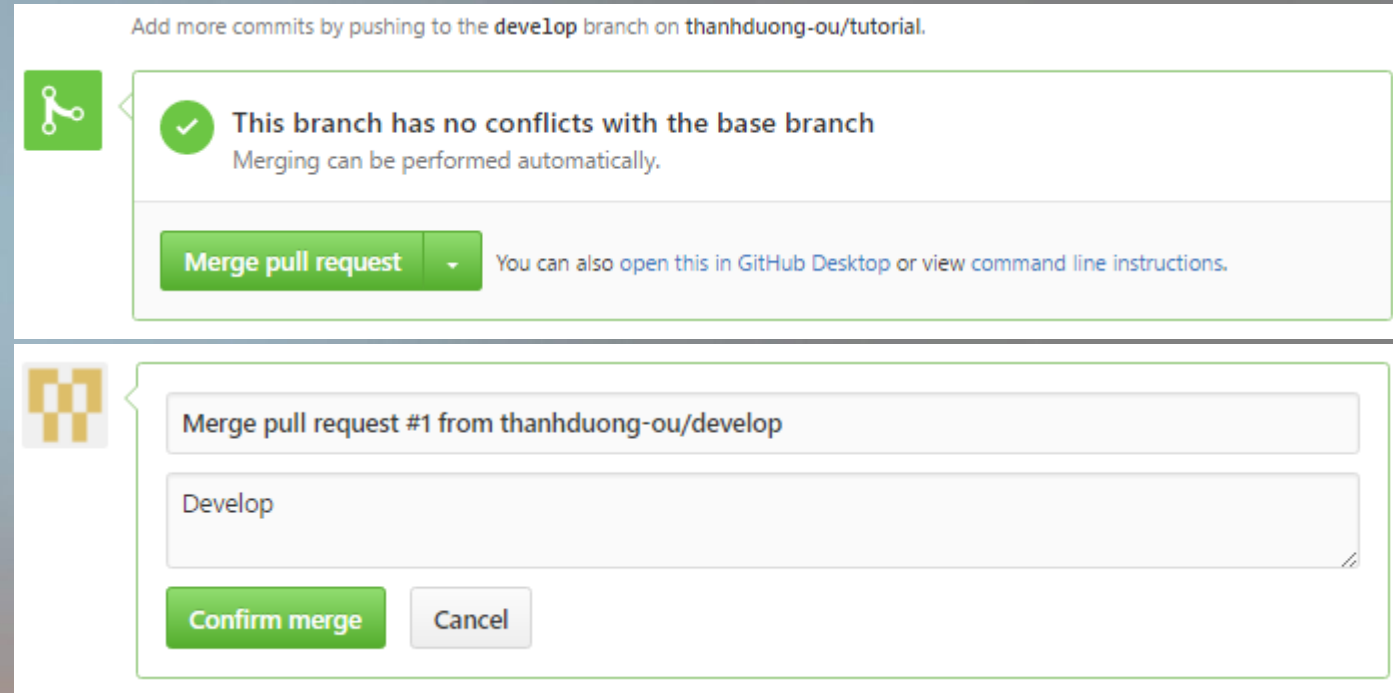 Add more commits by pushing to the develop branch on thanhduong-ou/tutorial.
This branch has no conflicts with the base branch
Merging can be performed automatically.
Merge pull request You can also open this in GitHub Desktop or view command line instructions.
Merge pull request #1 from thanhduong-ou/develop
Develop
Confirm merge Cancel